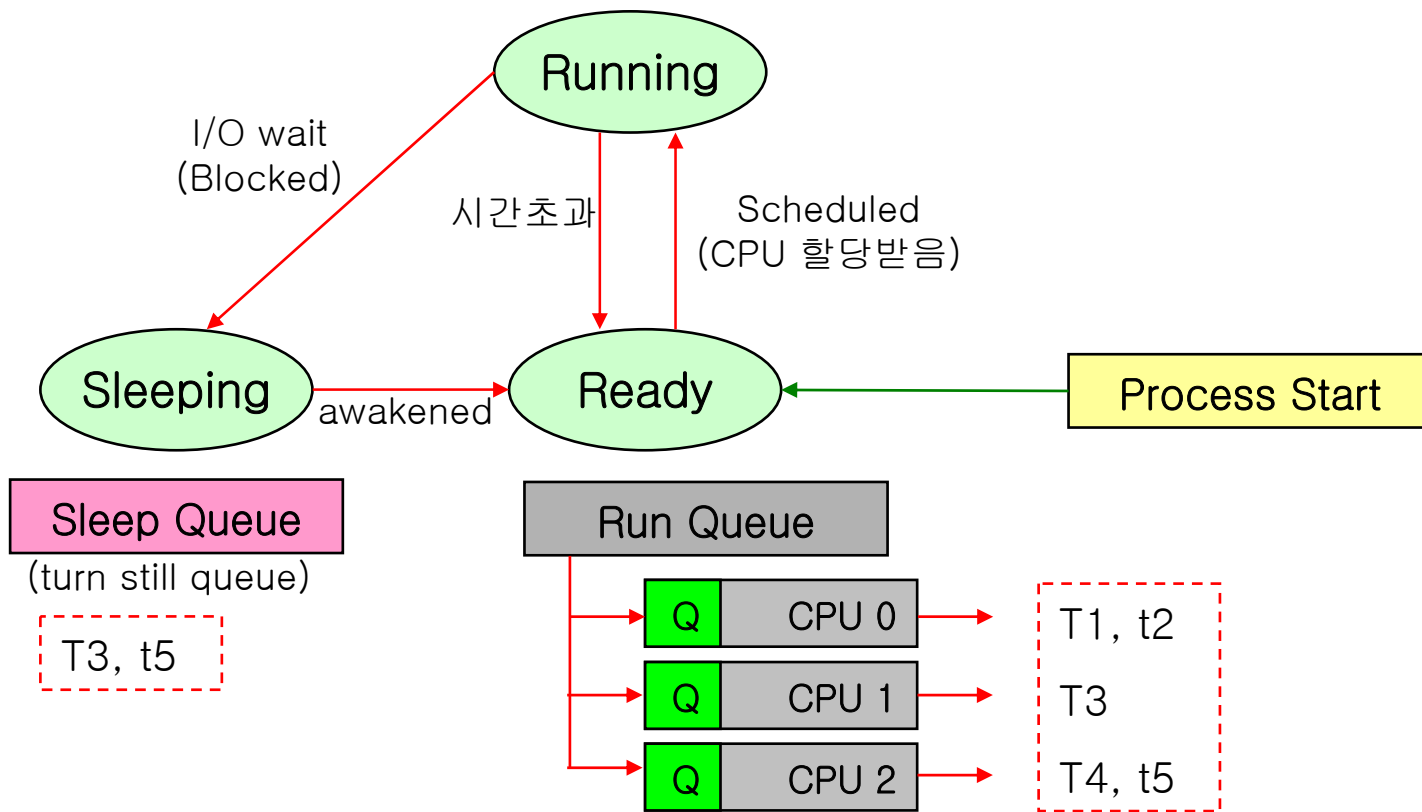 Running
I/O wait
(Blocked)
시간초과
Scheduled
(CPU 할당받음)
Sleeping
awakened
Ready
Process Start
Sleep Queue
(turn still queue)
T3, t5
Run Queue
Q CPU 0
T1, t2
Q CPU 1
T3
Q CPU 2
T4, t5